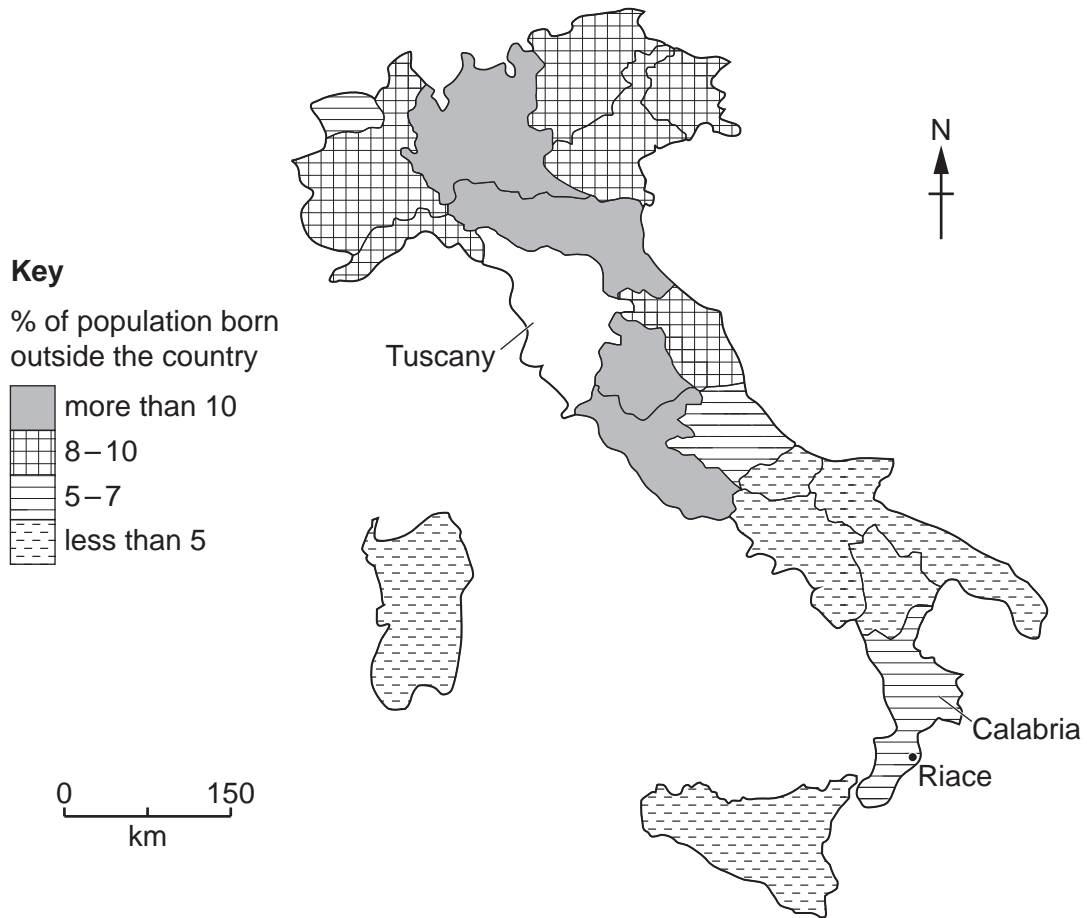 N
Key
% of population born
outside the country
more than 10
8–10
5–7
less than 5
Tuscany
Calabria
Riace
0 150
km